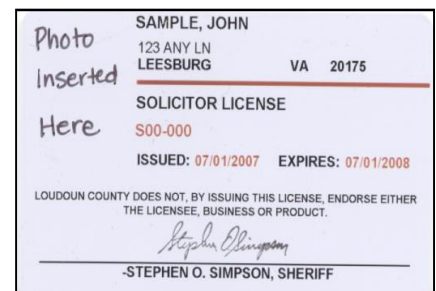 Photo
Inserted
Here
SAMPLE, JOHN
123 ANY LN
LEESBURG VA 20175
SOLICITOR LICENSE
S00-000
ISSUED: 07/01/2007 EXPIRES: 07/01/2008
LOUDOUN COUNTY DOES NOT, BY ISSUING THIS LICENSE, ENDORSE EITHER
THE LICENSEE, BUSINESS OR PRODUCT.
Stephen O Simpson
-STEPHEN O. SIMPSON, SHERIFF